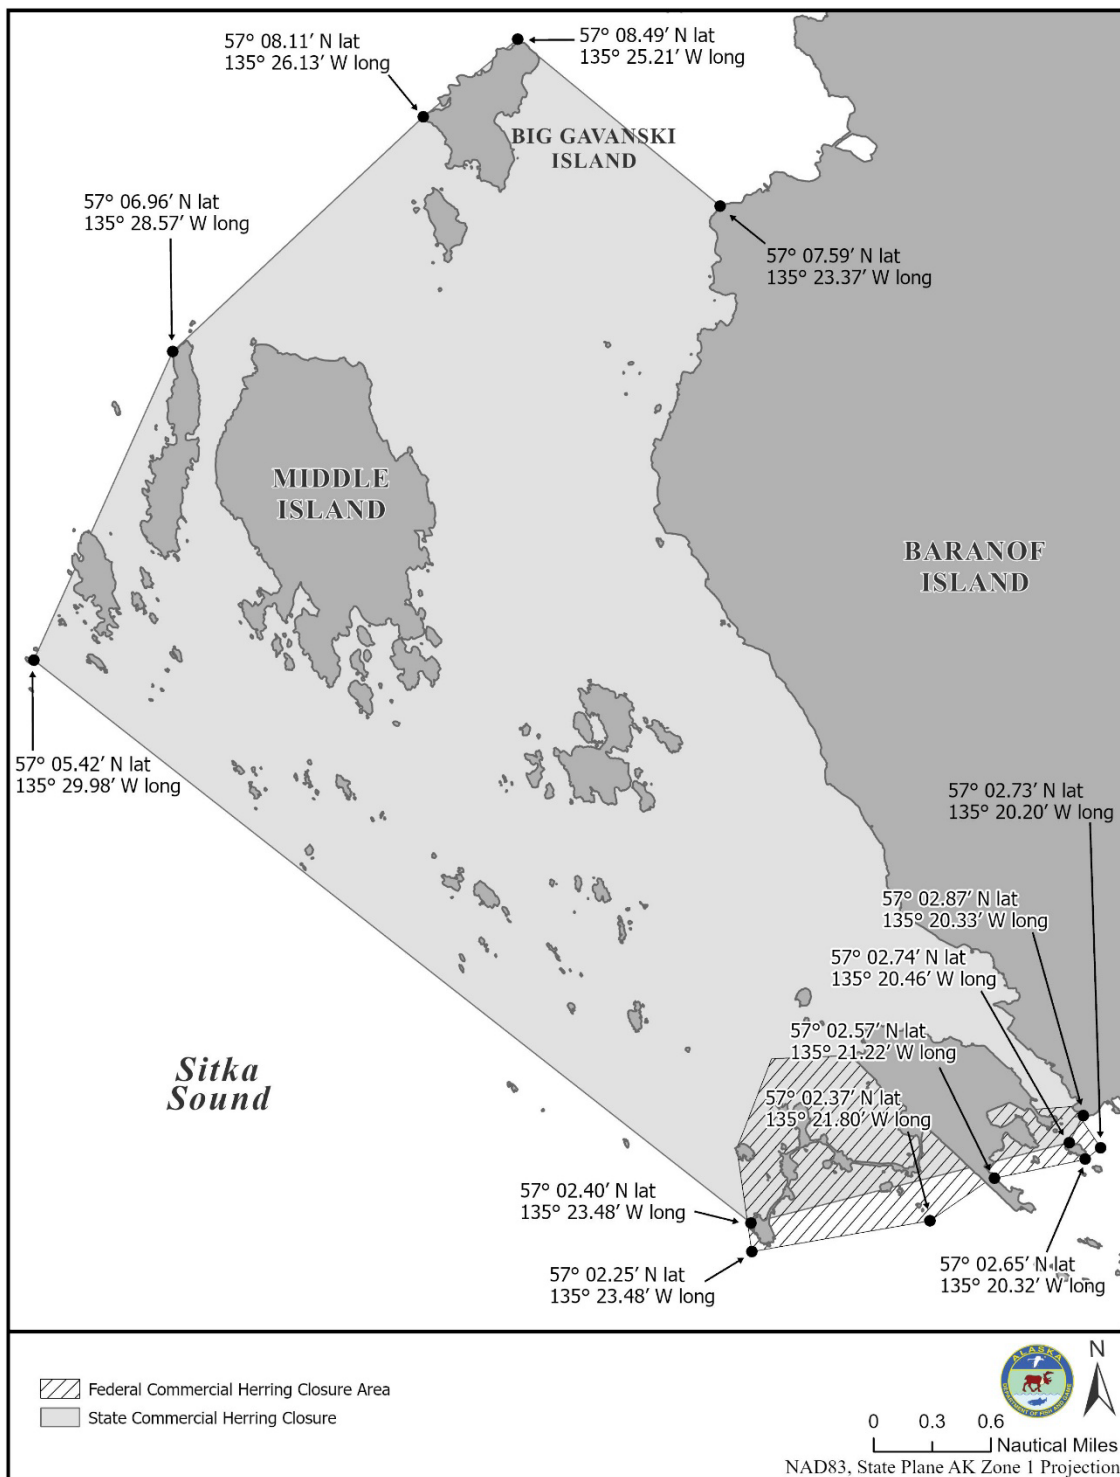 57° 08.11′ N lat
135° 26.13′ W long
57° 08.49′ N lat
135° 25.21′ W long
BIG GAVANSKI
ISLAND
57° 06.96′ N lat
135° 28.57′ W long
57° 07.59′ N lat
135° 23.37′ W long
MIDDLE
ISLAND
BARANOF
ISLAND
57° 05.42′ N lat
135° 29.98′ W long
57° 02.73′ N lat
135° 20.20′ W long
57° 02.87′ N lat
135° 20.33′ W long
57° 02.74′ N lat
135° 20.46′ W long
57° 02.57′ N lat
135° 21.22′ W long
57° 02.37′ N lat
135° 21.80′ W long
Sitka
Sound
57° 02.40′ N lat
135° 23.48′ W long
57° 02.25′ N lat
135° 23.48′ W long
57° 02.65′ N lat
135° 20.32′ W long
Federal Commercial Herring Closure Area
State Commercial Herring Closure
ALASKA
DEPARTMENT OF FISH AND GAME
N
0 0.3 0.6
Nautical Miles
NAD83, State Plane AK Zone 1 Projection